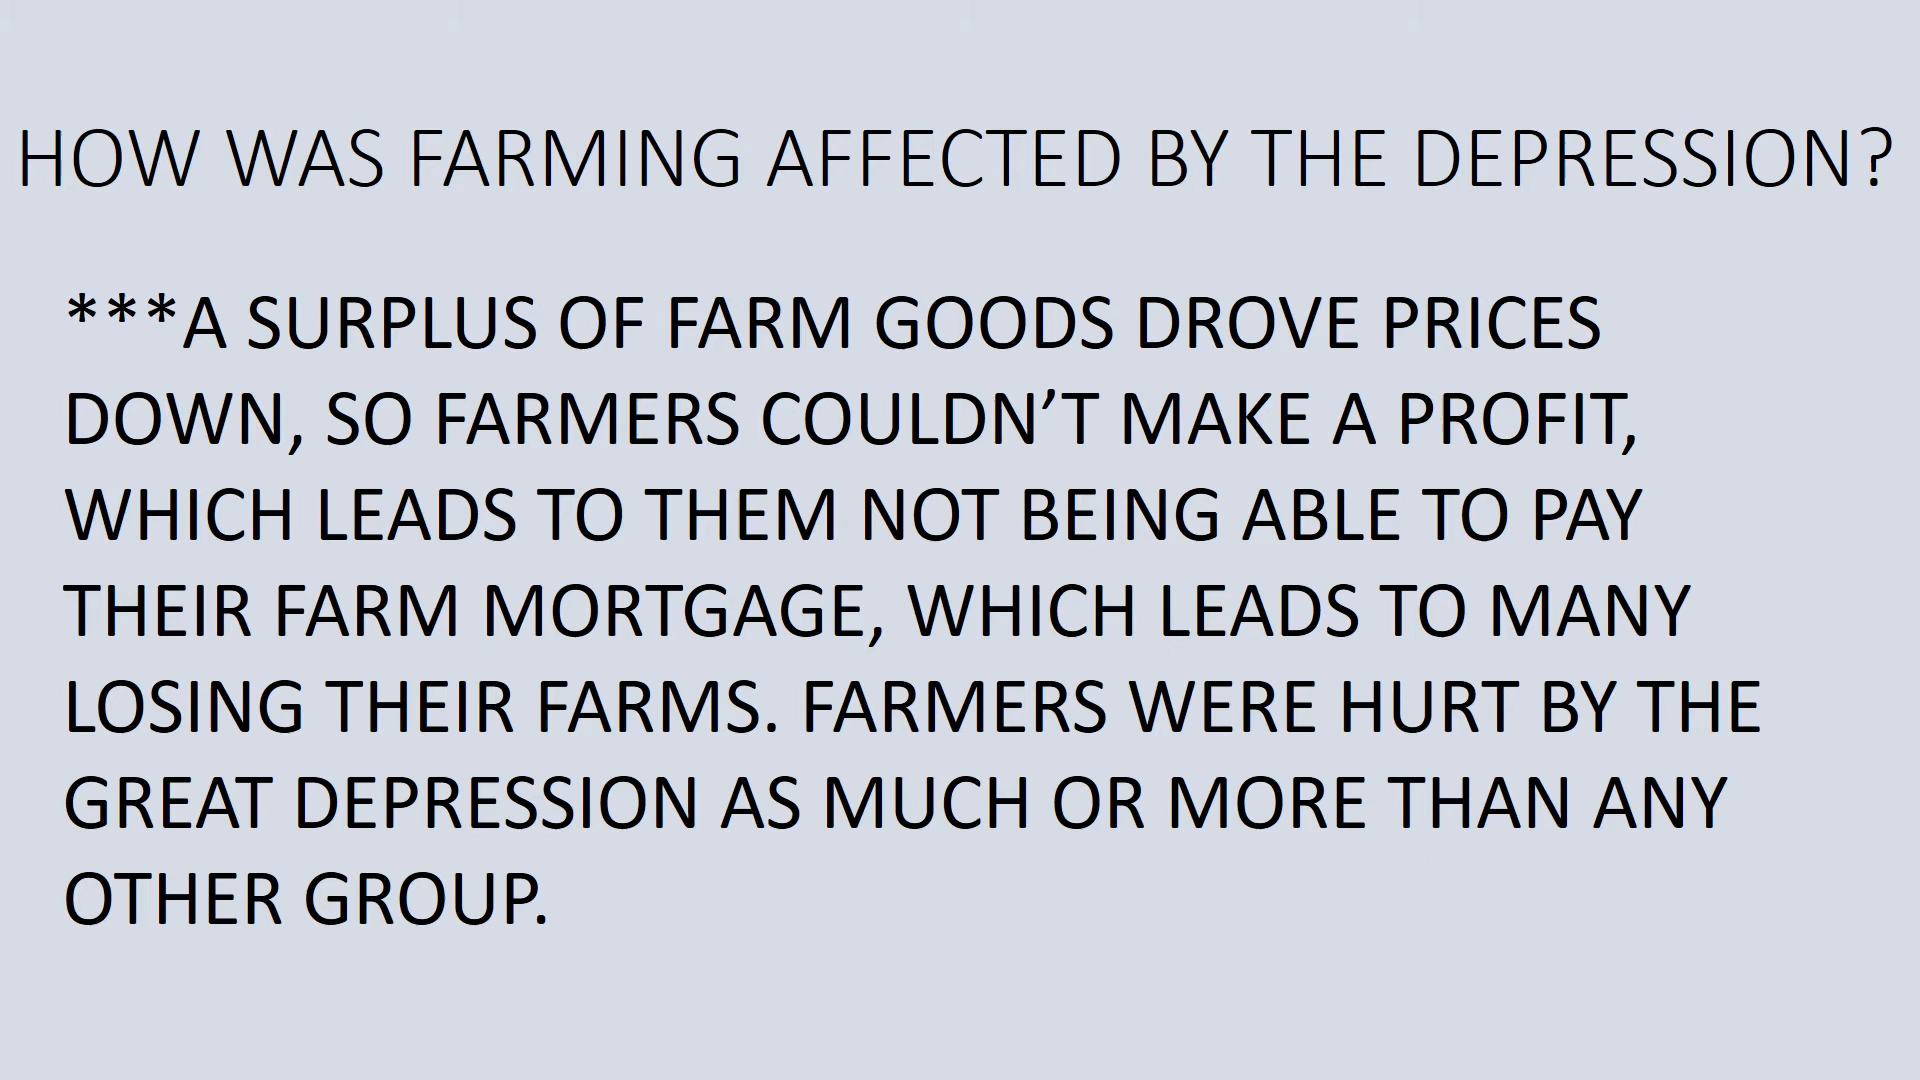 HOW WAS FARMING AFFECTED BY THE DEPRESSION?
***A SURPLUS OF FARM GOODS DROVE PRICES
DOWN, SO FARMERS COULDN’T MAKE A PROFIT,
WHICH LEADS TO THEM NOT BEING ABLE TO PAY
THEIR FARM MORTGAGE, WHICH LEADS TO MANY
LOSING THEIR FARMS. FARMERS WERE HURT BY THE
GREAT DEPRESSION AS MUCH OR MORE THAN ANY
OTHER GROUP.